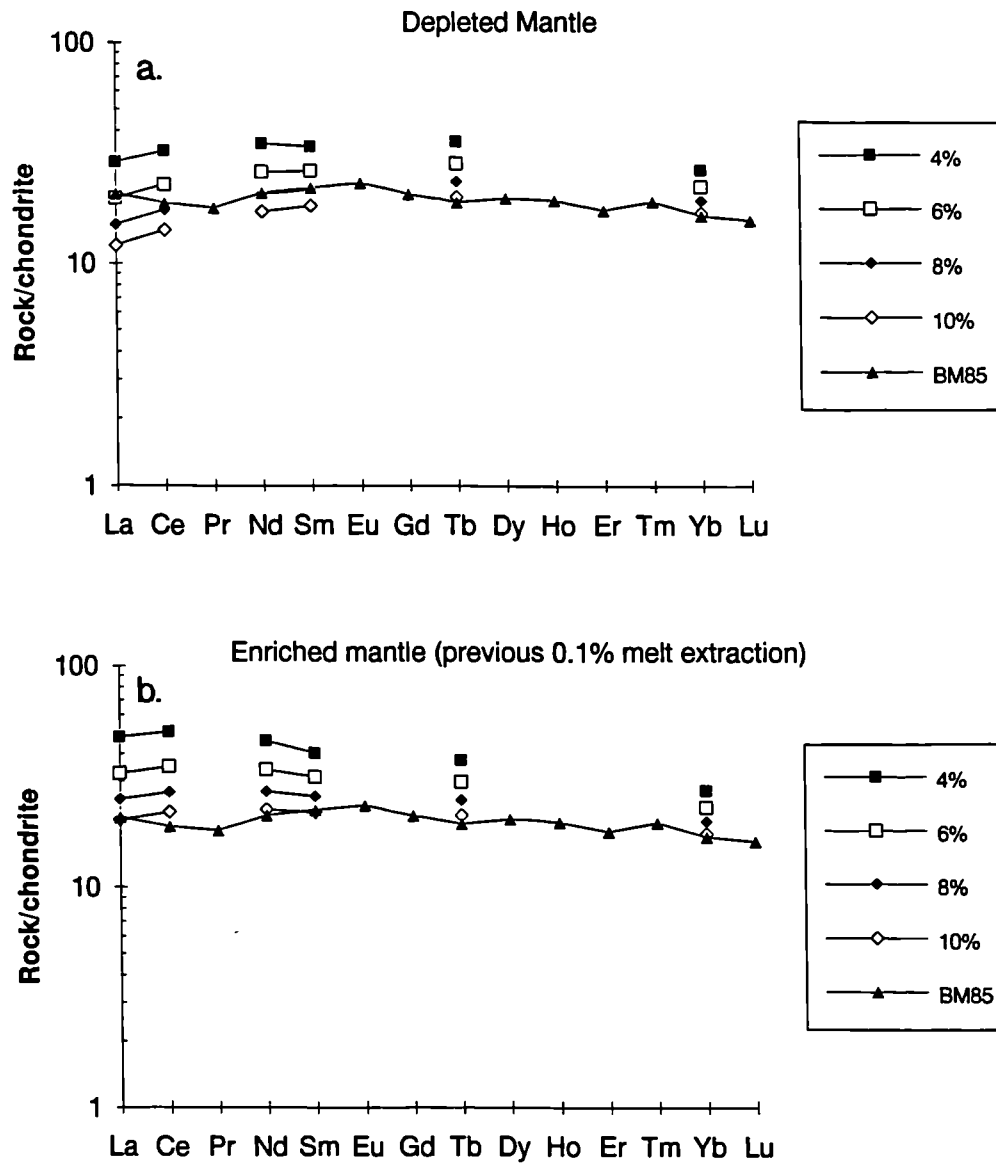 Depleted Mantle
a.
100
10
1
Rock/chondrite
La Ce Pr Nd Sm Eu Gd Tb Dy Ho Er Tm Yb Lu
4%
6%
8%
10%
BM85
Enriched mantle (previous 0.1% melt extraction)
b.
100
10
1
Rock/chondrite
La Ce Pr Nd Sm Eu Gd Tb Dy Ho Er Tm Yb Lu
4%
6%
8%
10%
BM85